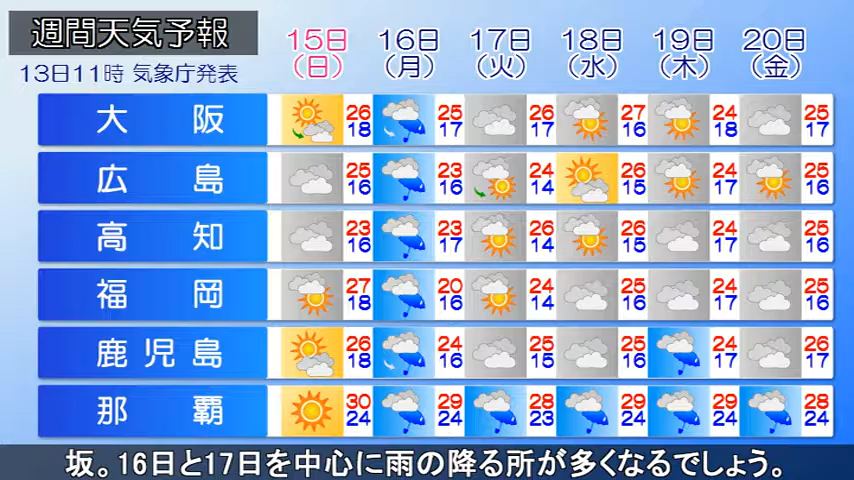 週間天気予報
13日11時 気象庁発表
15日 16日 17日 18日 19日 20日
(日) (月) (火) (水) (木) (金)
大阪 26 18 25 17 26 17 27 16 24 18 25 17
広島 25 16 23 16 24 14 26 15 24 17 25 16
高知 23 16 23 17 26 14 26 15 24 17 25 16
福岡 27 18 20 16 24 14 25 16 24 17 25 16
鹿児島 26 18 24 16 25 15 25 16 24 17 26 17
那覇 30 24 29 24 28 23 29 24 29 24 28 24
坂。16日と17日を中心に雨の降る所が多くなるでしょう。